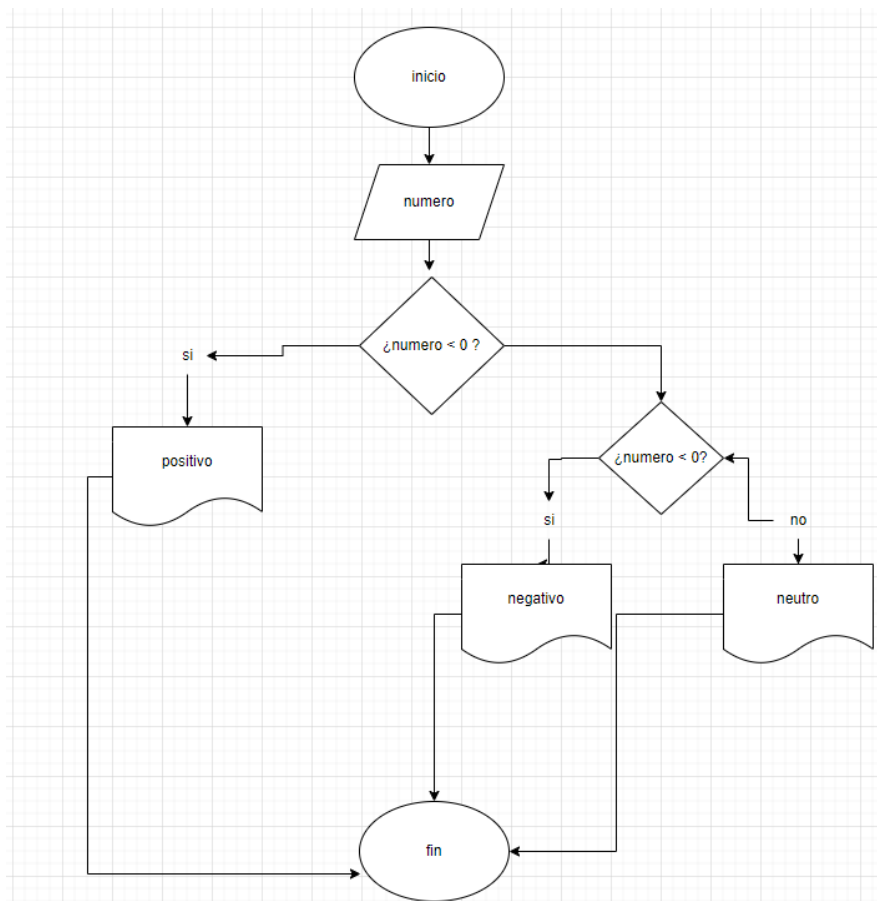 inicio
numero
¿numero < 0 ?
si
positivo
¿numero < 0?
si
no
negativo
neutro
fin